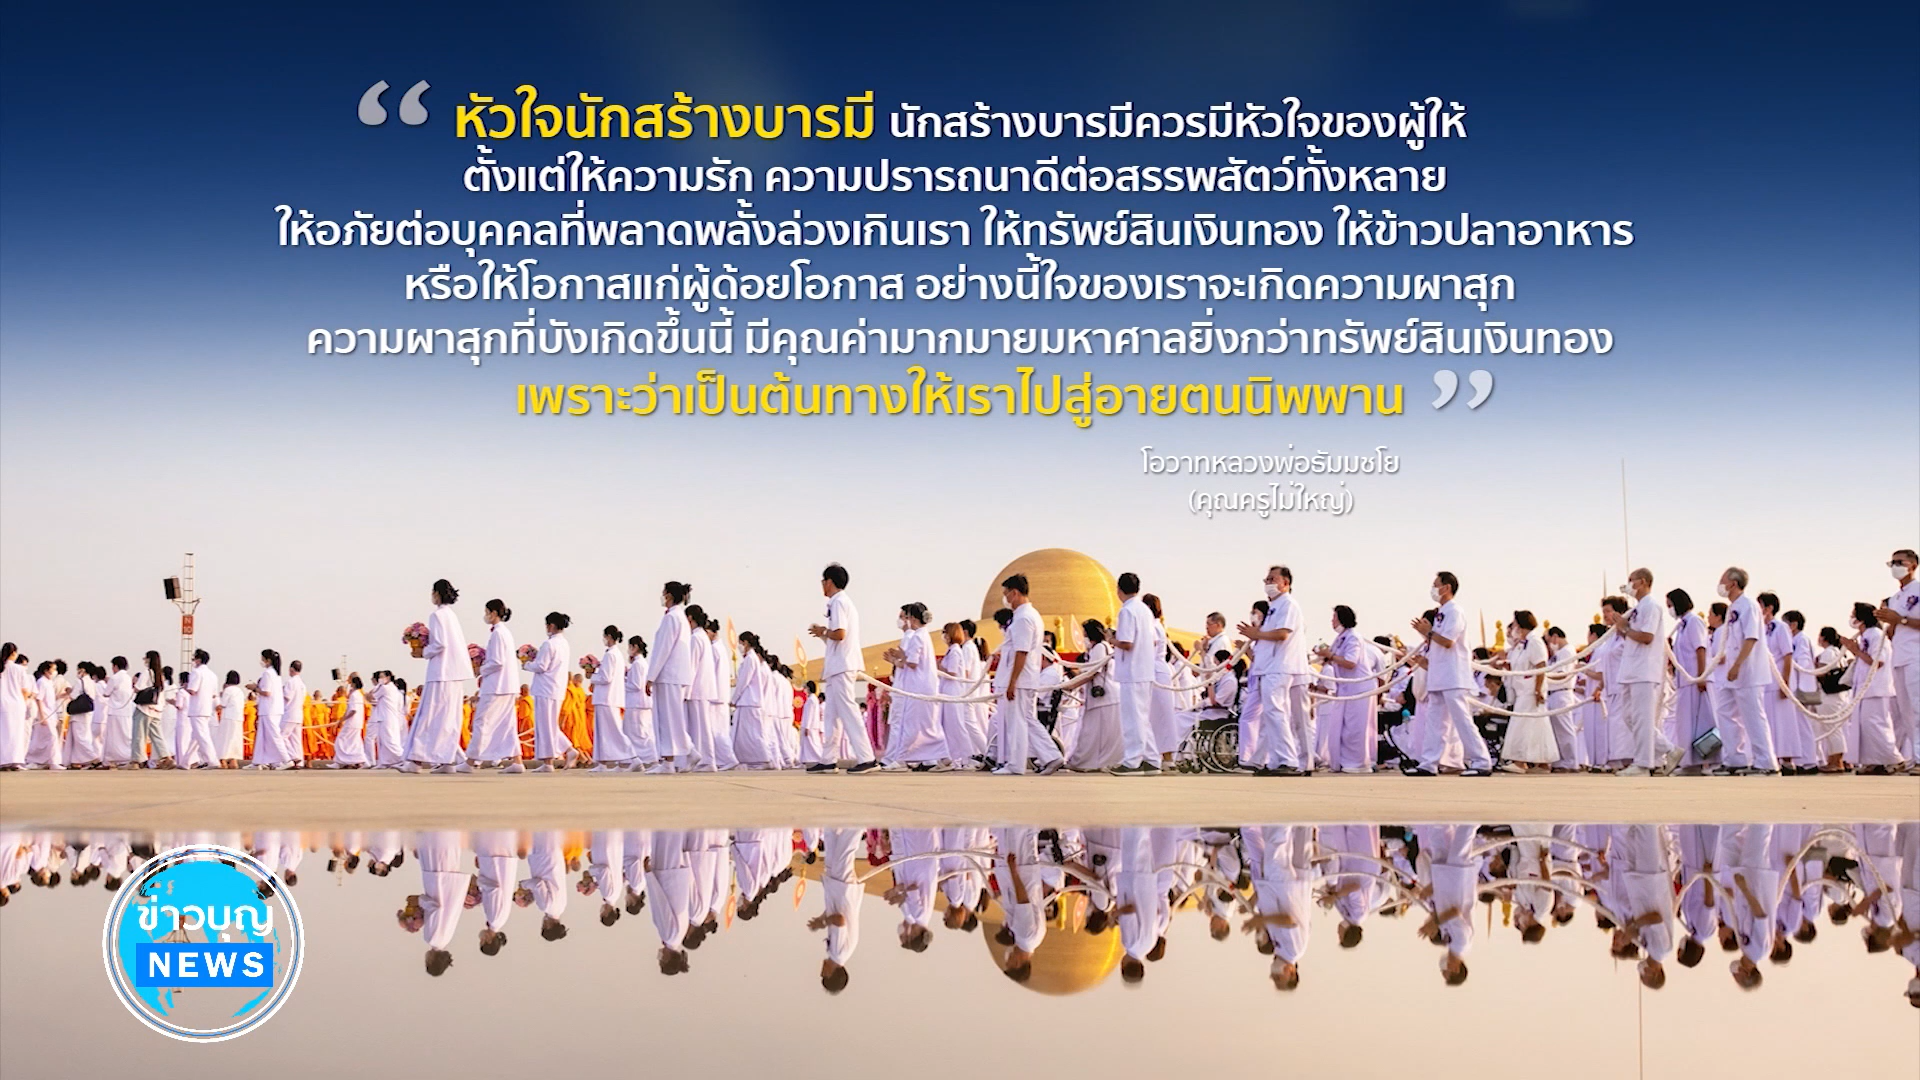 “ หัวใจนักสร้างบารมี นักสร้างบารมีควรมีหัวใจของผู้ให้
ตั้งแต่ให้ความรัก ความปรารถนาดีต่อสรรพสัตว์ทั้งหลาย
ให้อภัยต่อบุคคลที่พลาดพลั้งล่วงเกินเรา ให้ทรัพย์สินเงินทอง ให้ข้าวปลาอาหาร
หรือให้โอกาสแก่ผู้ด้อยโอกาส อย่างนี้ใจของเราจะเกิดความผาสุก
ความผาสุกที่บังเกิดขึ้นนี้ มีคุณค่ามากมายมหาศาลยิ่งกว่าทรัพย์สินเงินทอง
เพราะว่าเป็นต้นทางให้เราไปสู่อายตนนิพพาน ”
โอวาทหลวงพ่อธัมมชโย
(คุณครูไม่ใหญ่)
N
10
ข่าวบุญ
NEWS